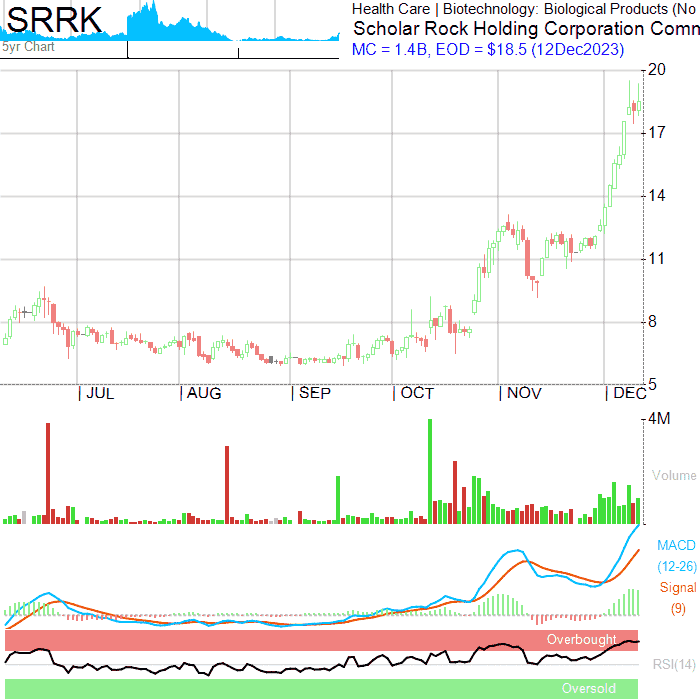 SRRK
5yr Chart
Health Care | Biotechnology: Biological Products (No
Scholar Rock Holding Corporation Comm
MC = 1.4B, EOD = $18.5 (12Dec2023)
20
17
14
11
8
5
| JUL | AUG | SEP | OCT | NOV | DEC
4M
Volume
MACD
(12-26)
Signal
(9)
Overbought
RSI(14)
Oversold